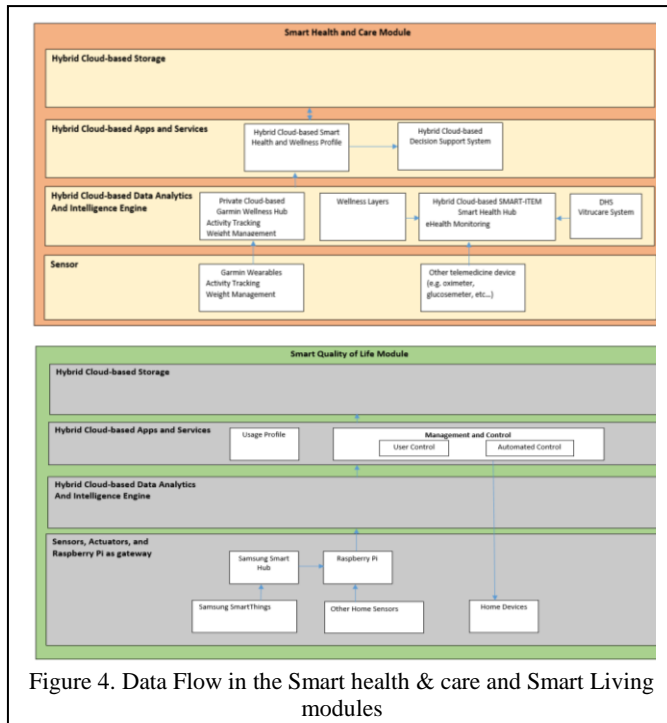 Smart Health and Care Module
Hybrid Cloud-based Storage
Hybrid Cloud-based Apps and Services
Hybrid Cloud-based Smart
Health and Wellness Profile
Hybrid Cloud-based
Decision Support System
Hybrid Cloud-based Data Analytics
And Intelligence Engine
Private Cloud-based
Garmin Wellness Hub
Activity Tracking
Weight Management
Wellness Layers
Hybrid Cloud-based SMART-ITEM
Smart Health Hub
eHealth Monitoring
DHS
Vitrucare System
Sensor
Garmin Wearables
Activity Tracking
Weight Management
Other telemedicine device
(e.g. oximeter,
glucosemeter, etc...)
Smart Quality of Life Module
Hybrid Cloud-based Storage
Hybrid Cloud-based Apps and Services
Usage Profile
Management and Control
User Control
Automated Control
Hybrid Cloud-based Data Analytics
And Intelligence Engine
Sensors, Actuators, and
Raspberry Pi as gateway
Samsung Smart
Hub
Raspberry Pi
Samsung SmartThings
Other Home Sensors
Home Devices
Figure 4. Data Flow in the Smart health & care and Smart Living
modules